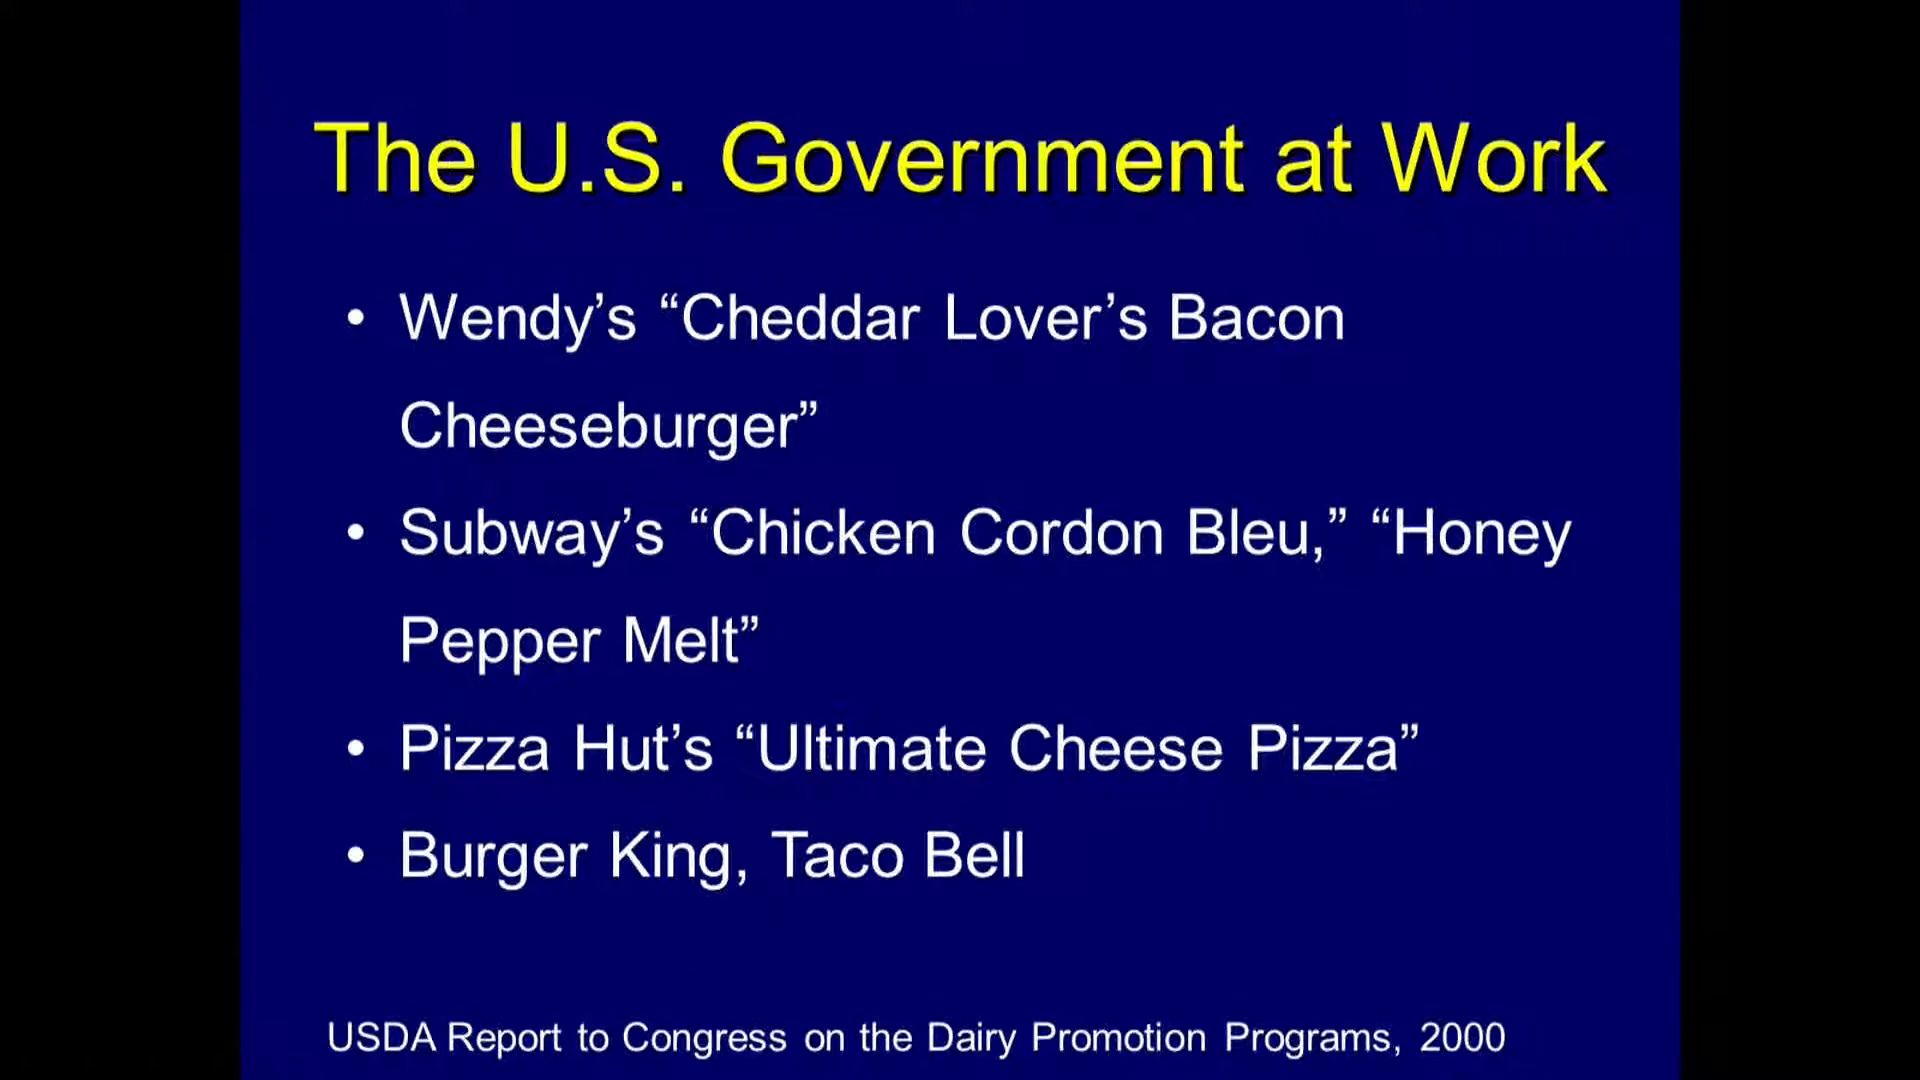 The U.S. Government at Work
• Wendy’s “Cheddar Lover’s Bacon
Cheeseburger”
• Subway’s “Chicken Cordon Bleu,” “Honey
Pepper Melt”
• Pizza Hut’s “Ultimate Cheese Pizza”
• Burger King, Taco Bell
USDA Report to Congress on the Dairy Promotion Programs, 2000